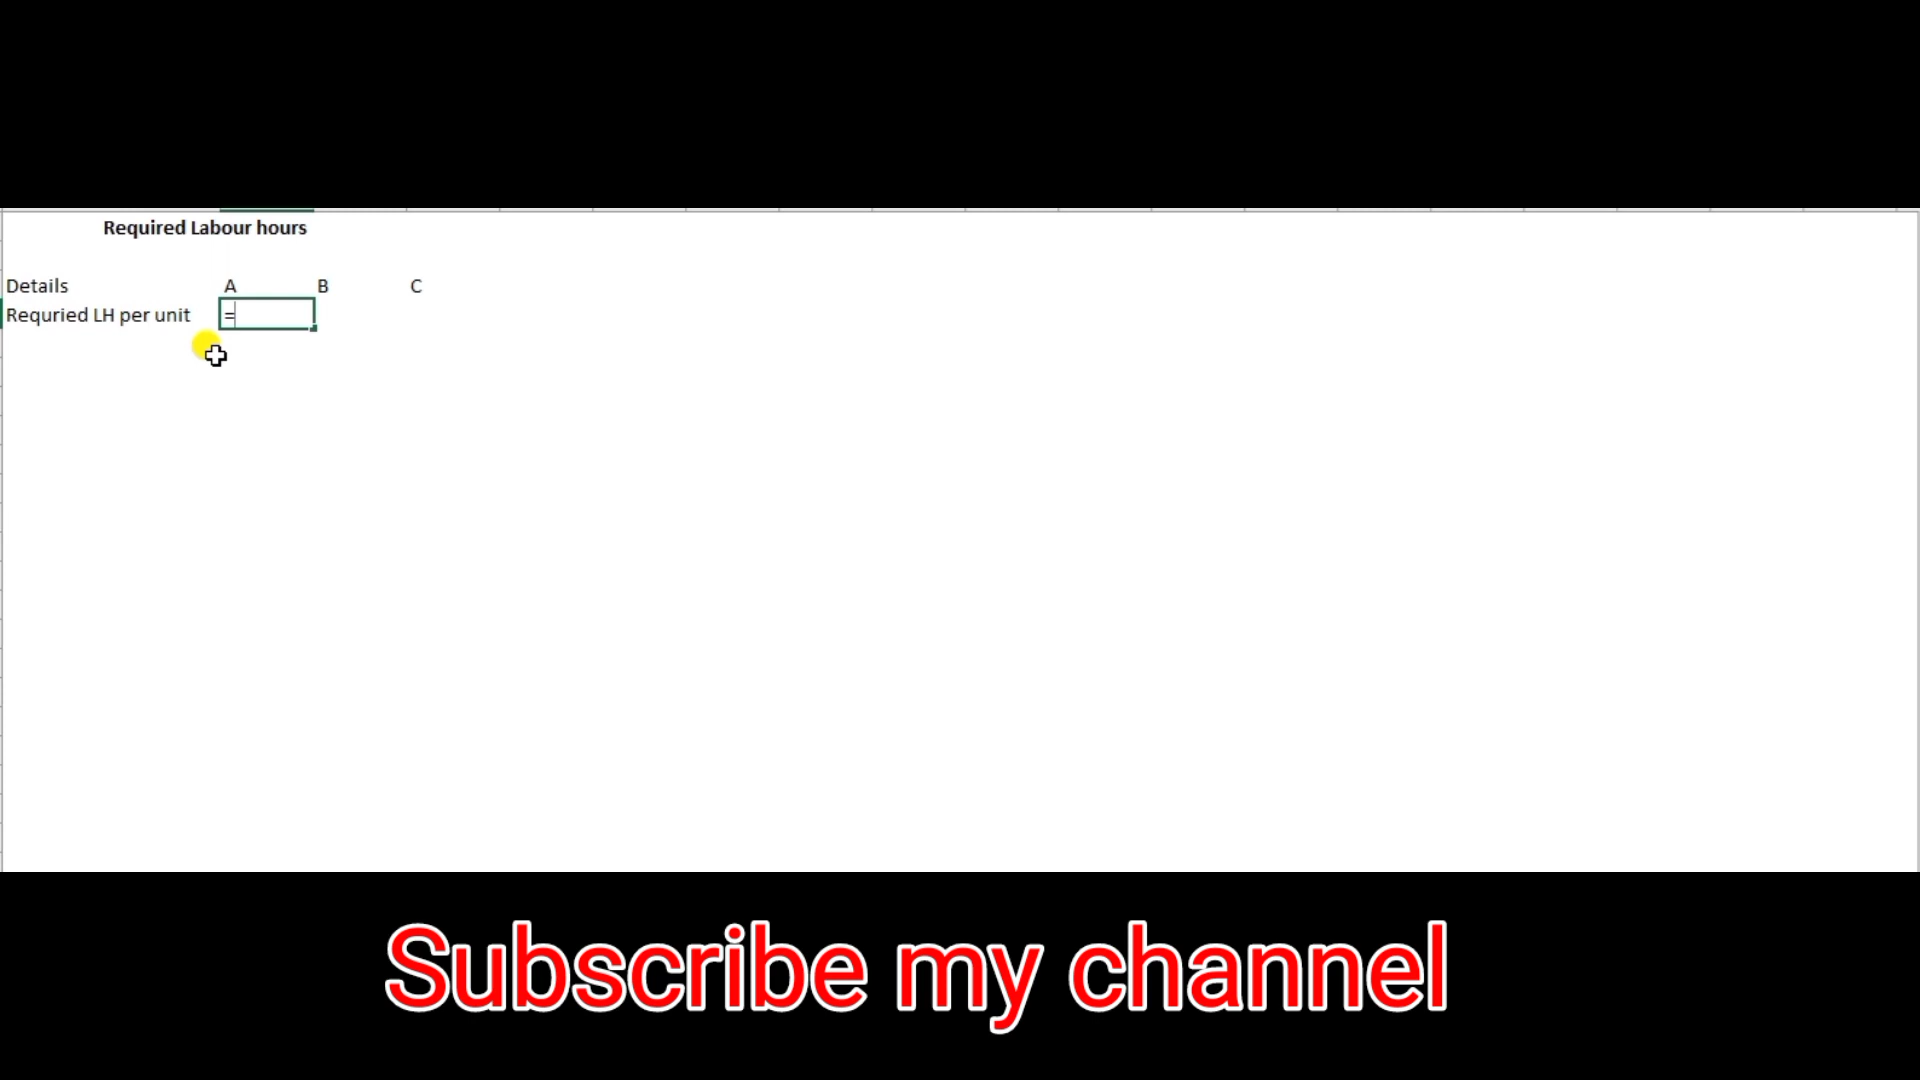 Required Labour hours
Details A B C
Requried LH per unit =
Subscribe my channel